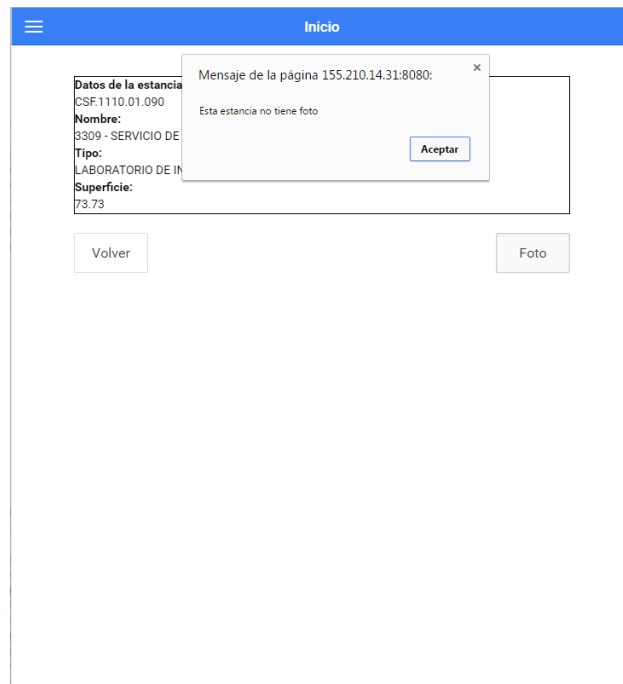 Inicio
Mensaje de la página 155.210.14.31:8080:
Esta estancia no tiene foto
Aceptar
Datos de la estancia
CSF.1110.01.090
Nombre:
3309 - SERVICIO DE
Tipo:
LABORATORIO DE
Superficie:
73.73
Volver
Foto